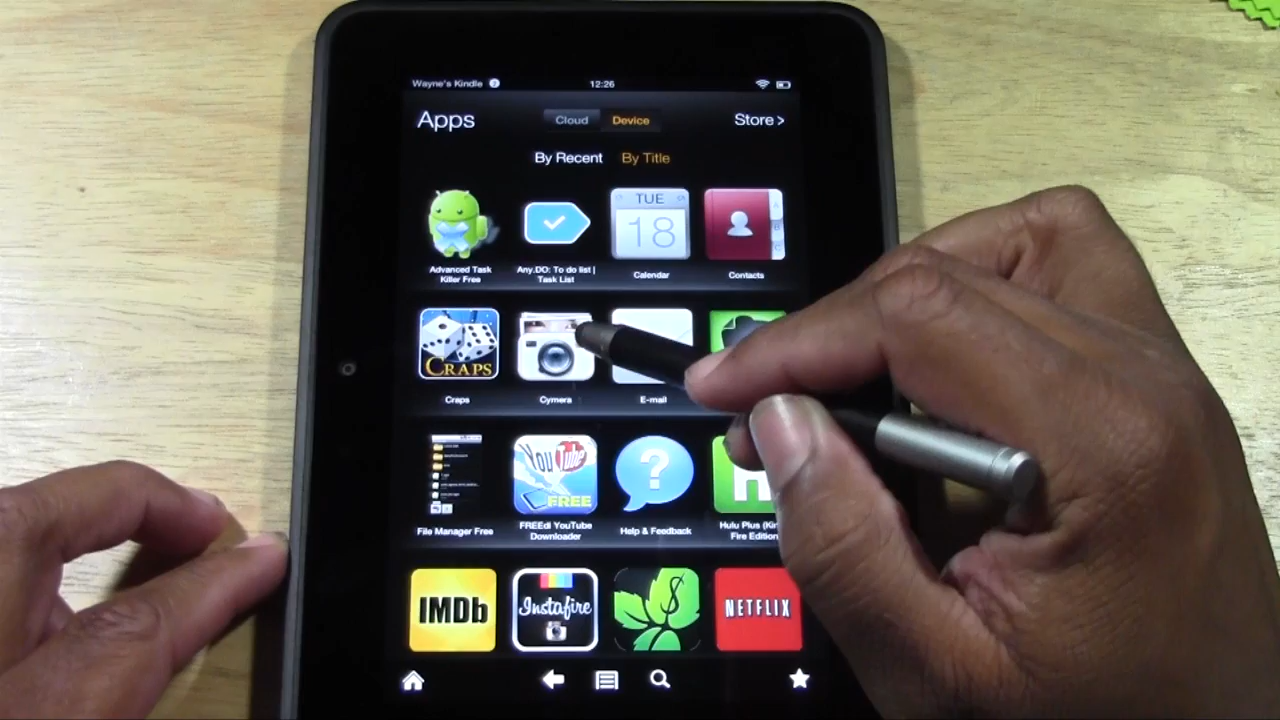 Wayne's Kindle 7 12:26
Apps Cloud Device Store >
By Recent By Title
TUE
18
A
B
C
Advanced Task
Killer Free
Any.DO: To do list |
Task List
Calendar
Contacts
CRAPS
Craps
Cymera
E-mail
File Manager Free
YouTube
FREE
FREEdi YouTube
Downloader
?
Help & Feedback
Hulu Plus
Fire Edition
IMDb
Instafire
$
NETFLIX